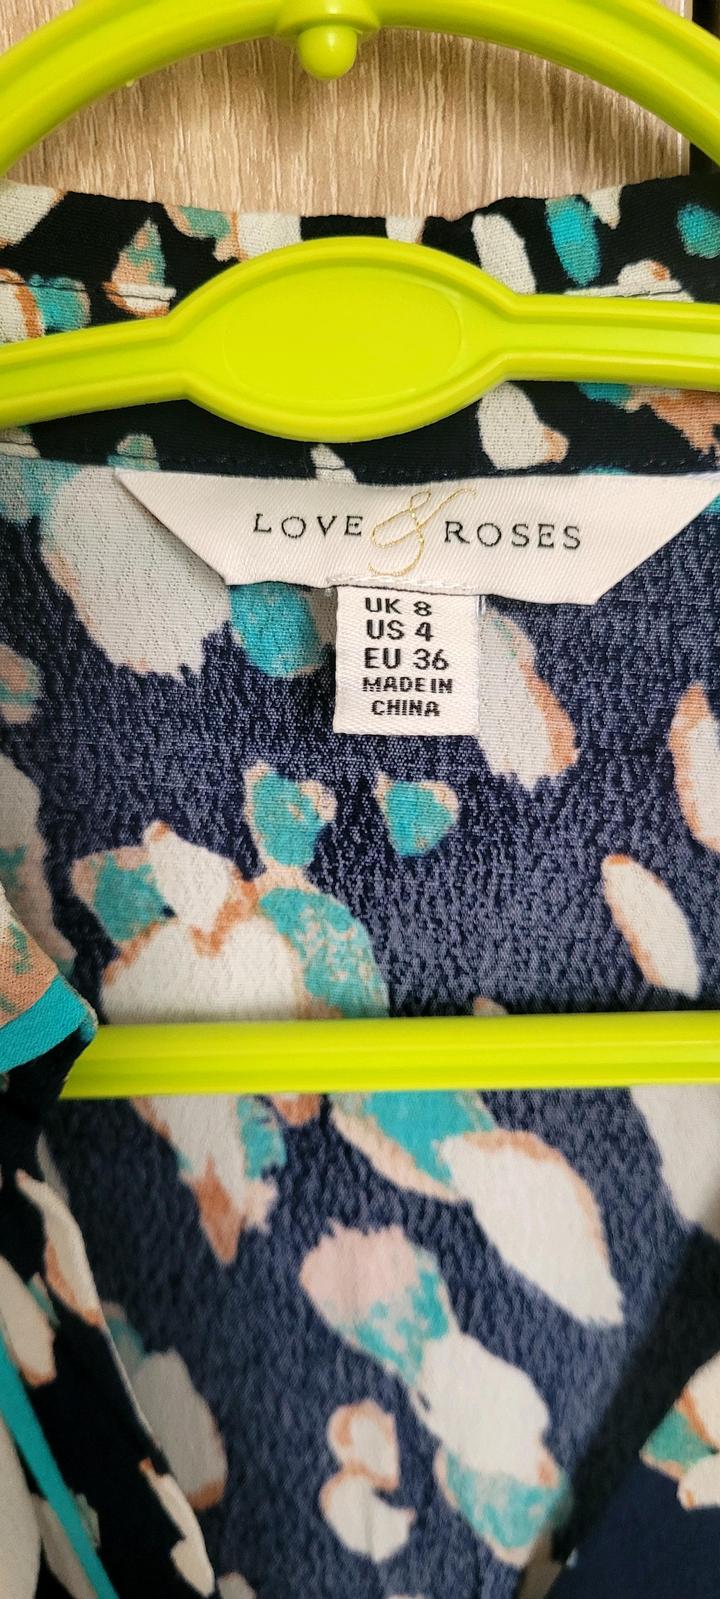 LOVE & ROSES
UK 8
US 4
EU 36
MADE IN
CHINA